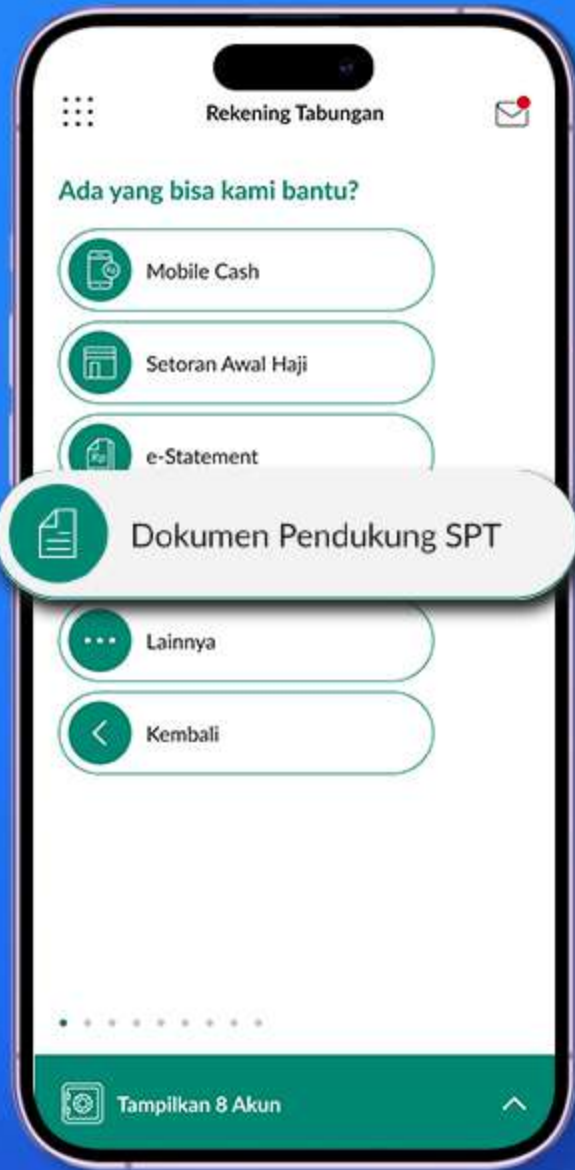 Rekening Tabungan
Ada yang bisa kami bantu?
Mobile Cash
Setoran Awal Haji
e-Statement
Dokumen Pendukung SPT
Lainnya
Kembali
Tampilkan 8 Akun